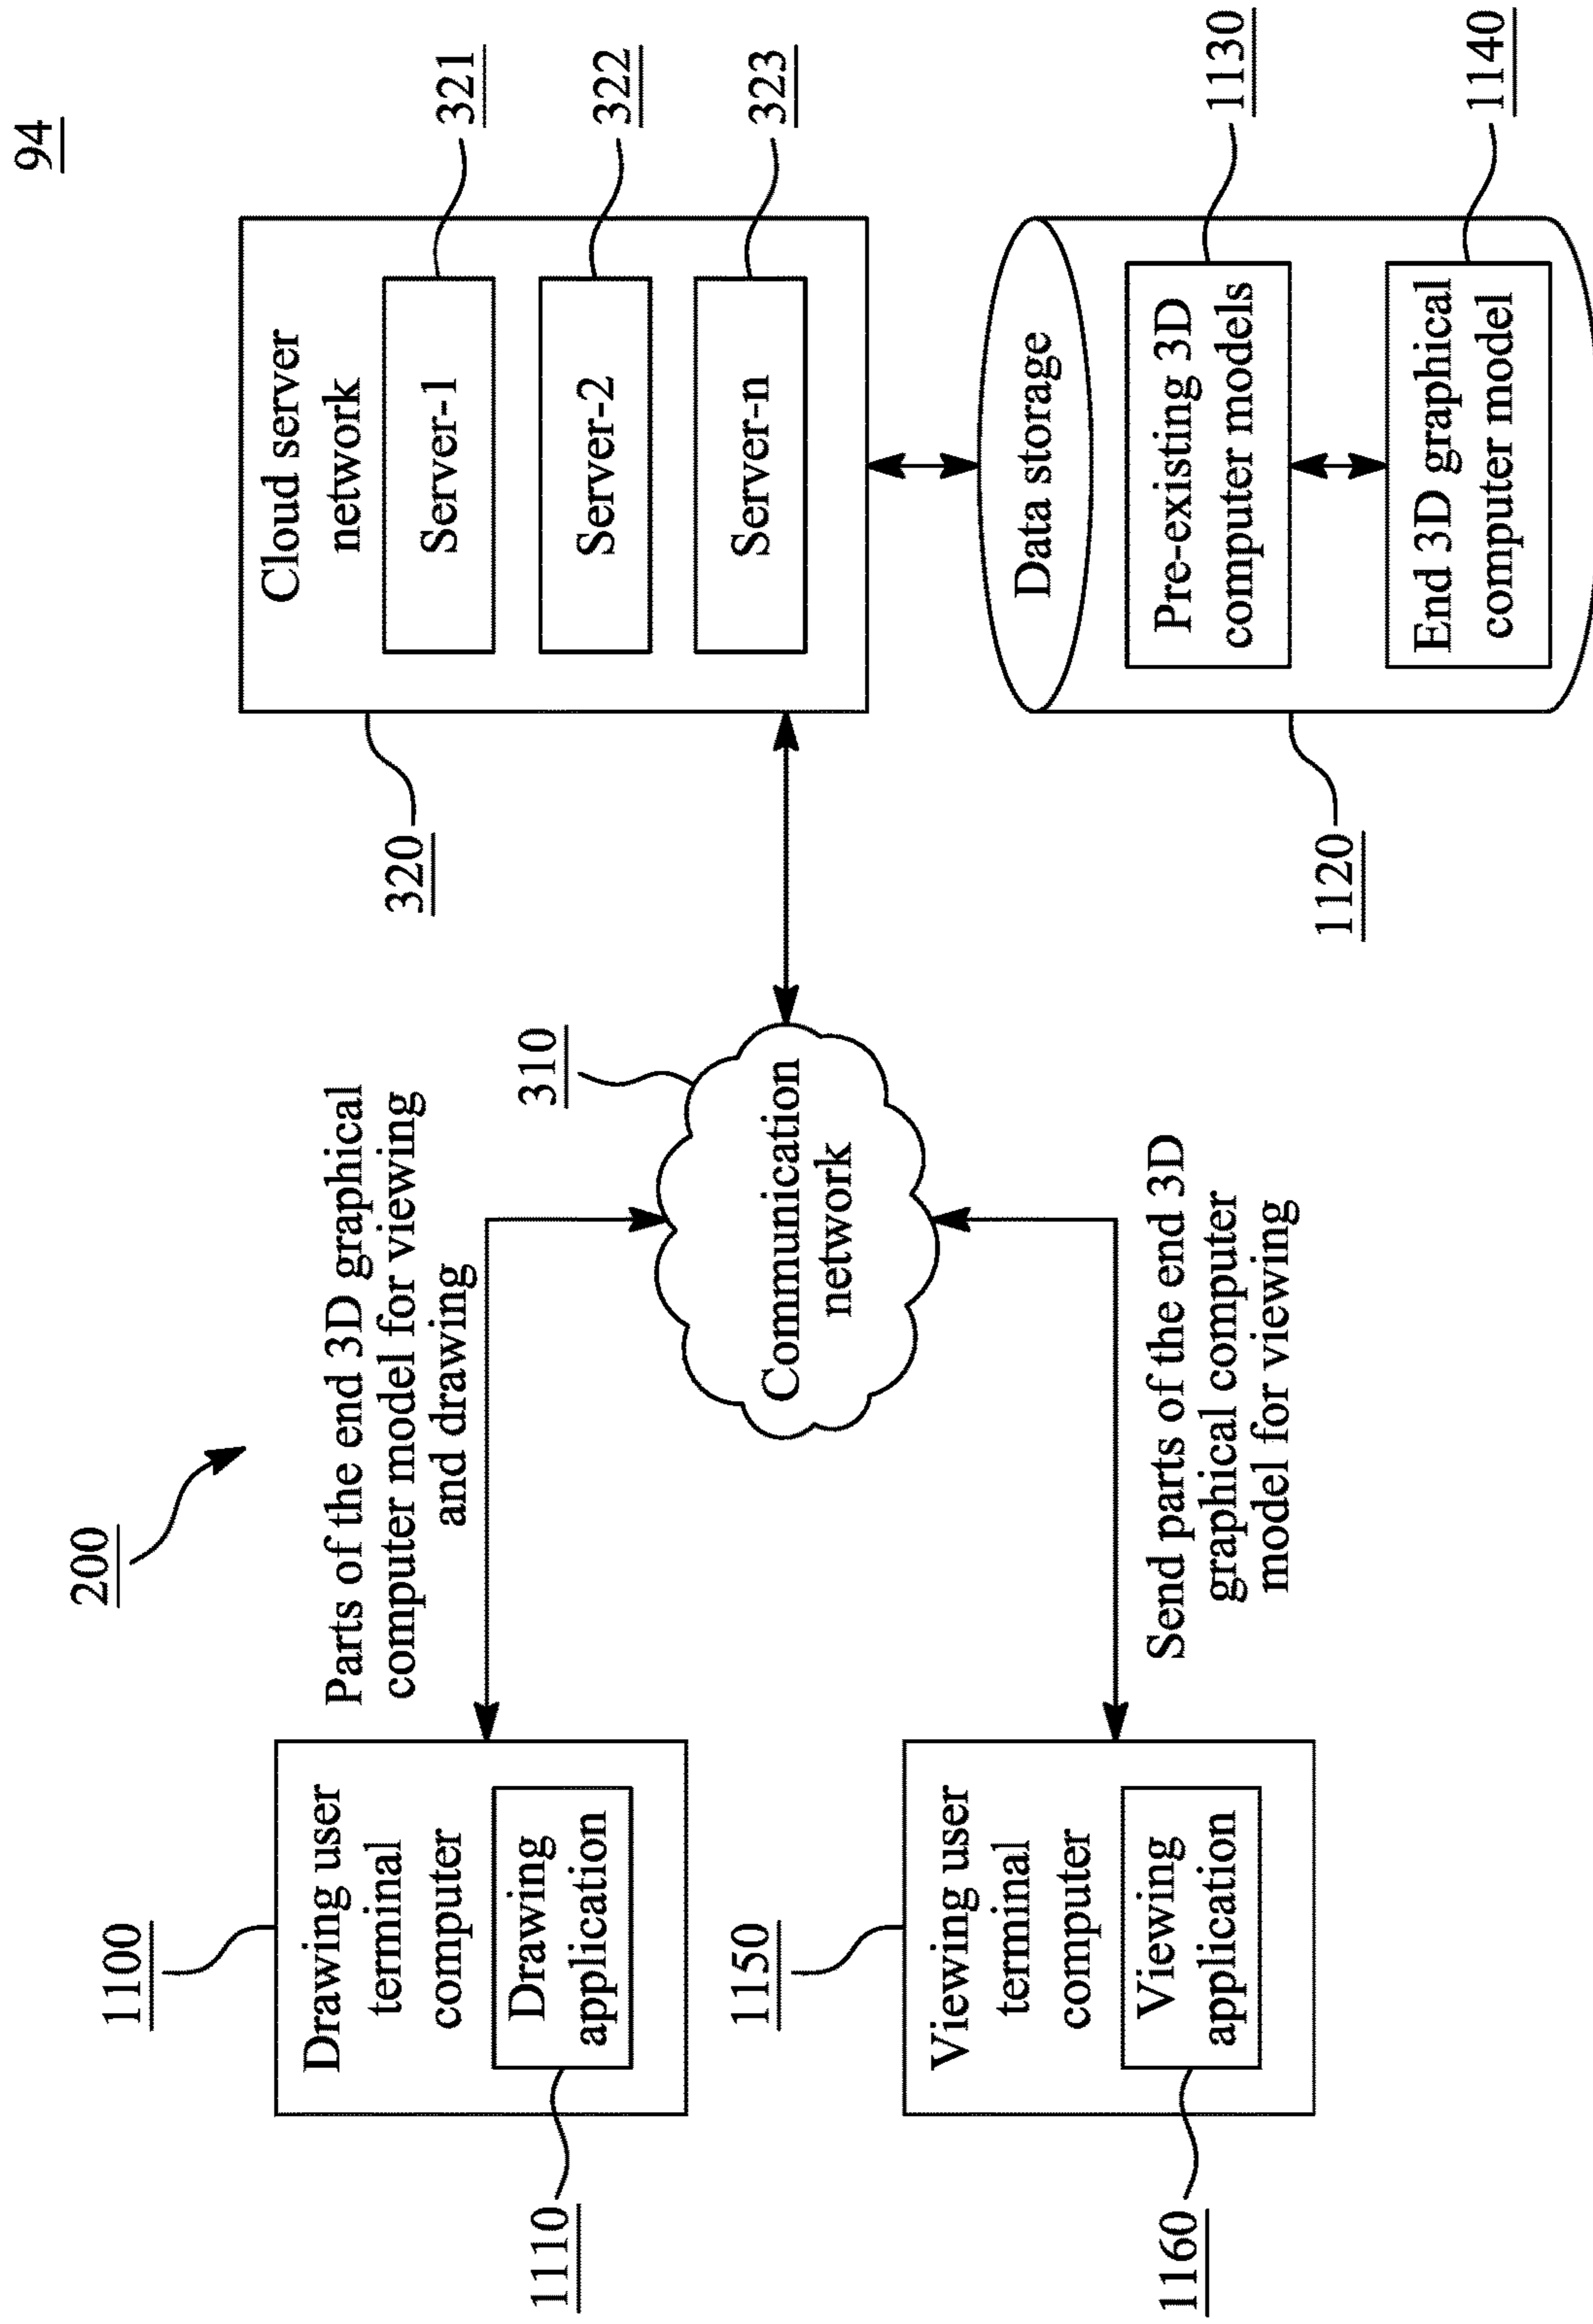 94
200
1100
Drawing user
terminal
computer
Drawing
application
1110
Parts of the end 3D graphical
computer model for viewing
and drawing
310
Communication
network
1150
Viewing user
terminal
computer
Viewing
application
1160
Send parts of the end 3D
graphical computer
model for viewing
Cloud server
network
Server-1
Server-2
Server-n
320
321
322
323
Data storage
Pre-existing 3D
computer models
End 3D graphical
computer model
1120
1130
1140